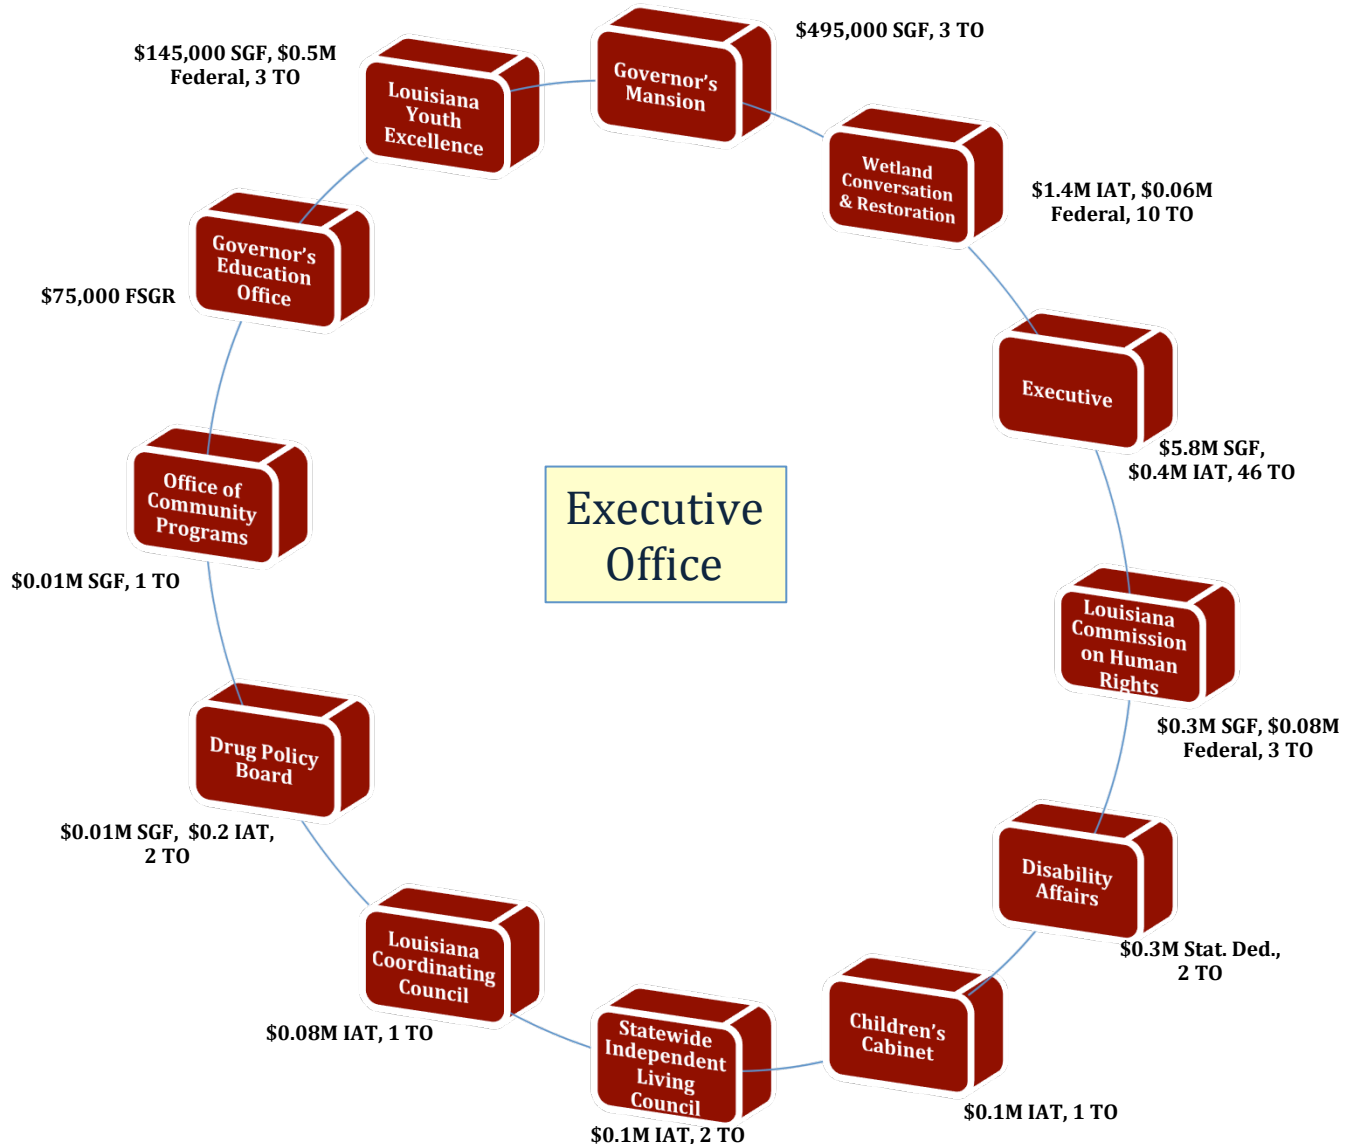 $495,000 SGF, 3 TO
Governor's
Mansion
$145,000 SGF, $0.5M
Federal, 3 TO
Louisiana
Youth
Excellence
Wetland
Conversation
& Restoration
$1.4M IAT, $0.06M
Federal, 10 TO
Governor's
Education
Office
$75,000 FSGR
Executive
$5.8M SGF,
$0.4M IAT, 46 TO
Office of
Community
Programs
$0.01M SGF, 1 TO
Executive
Office
Louisiana
Commission
on Human
Rights
$0.3M SGF, $0.08M
Federal, 3 TO
Drug Policy
Board
$0.01M SGF,  $0.2 IAT,
2 TO
Disability
Affairs
$0.3M Stat. Ded.,
2 TO
Louisiana
Coordinating
Council
$0.08M IAT, 1 TO
Children's
Cabinet
$0.1M IAT, 1 TO
Statewide
Independent
Living
Council
$0.1M IAT, 2 TO